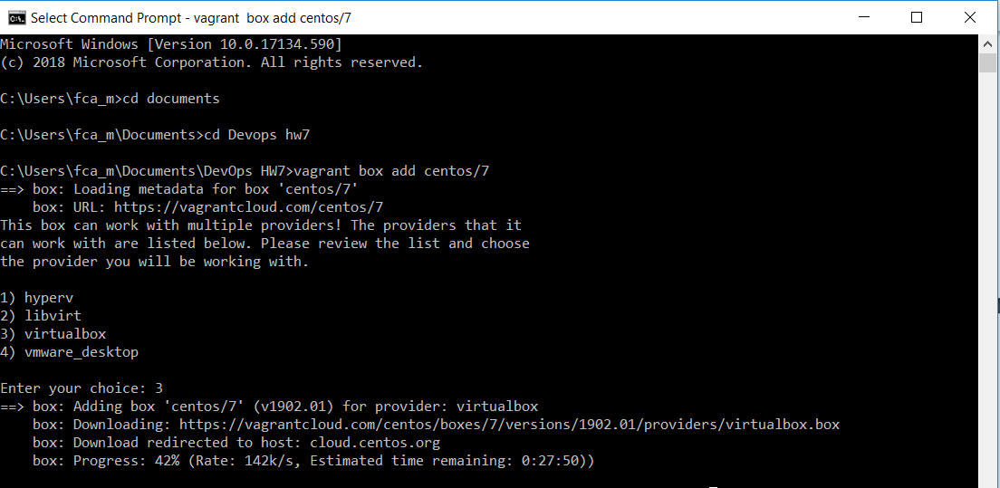 Select Command Prompt - vagrant  box add centos/7
Microsoft Windows [Version 10.0.17134.590]
(c) 2018 Microsoft Corporation. All rights reserved.
C:\Users\fca_m>cd documents
C:\Users\fca_m\Documents>cd Devops hw7
C:\Users\fca_m\Documents\DevOps HW7>vagrant box add centos/7
==> box: Loading metadata for box 'centos/7'
    box: URL: https://vagrantcloud.com/centos/7
This box can work with multiple providers! The providers that it
can work with are listed below. Please review the list and choose
the provider you will be working with.
1) hyperv
2) libvirt
3) virtualbox
4) vmware_desktop
Enter your choice: 3
==> box: Adding box 'centos/7' (v1902.01) for provider: virtualbox
    box: Downloading: https://vagrantcloud.com/centos/boxes/7/versions/1902.01/providers/virtualbox.box
    box: Download redirected to host: cloud.centos.org
    box: Progress: 42% (Rate: 142k/s, Estimated time remaining: 0:27:50))